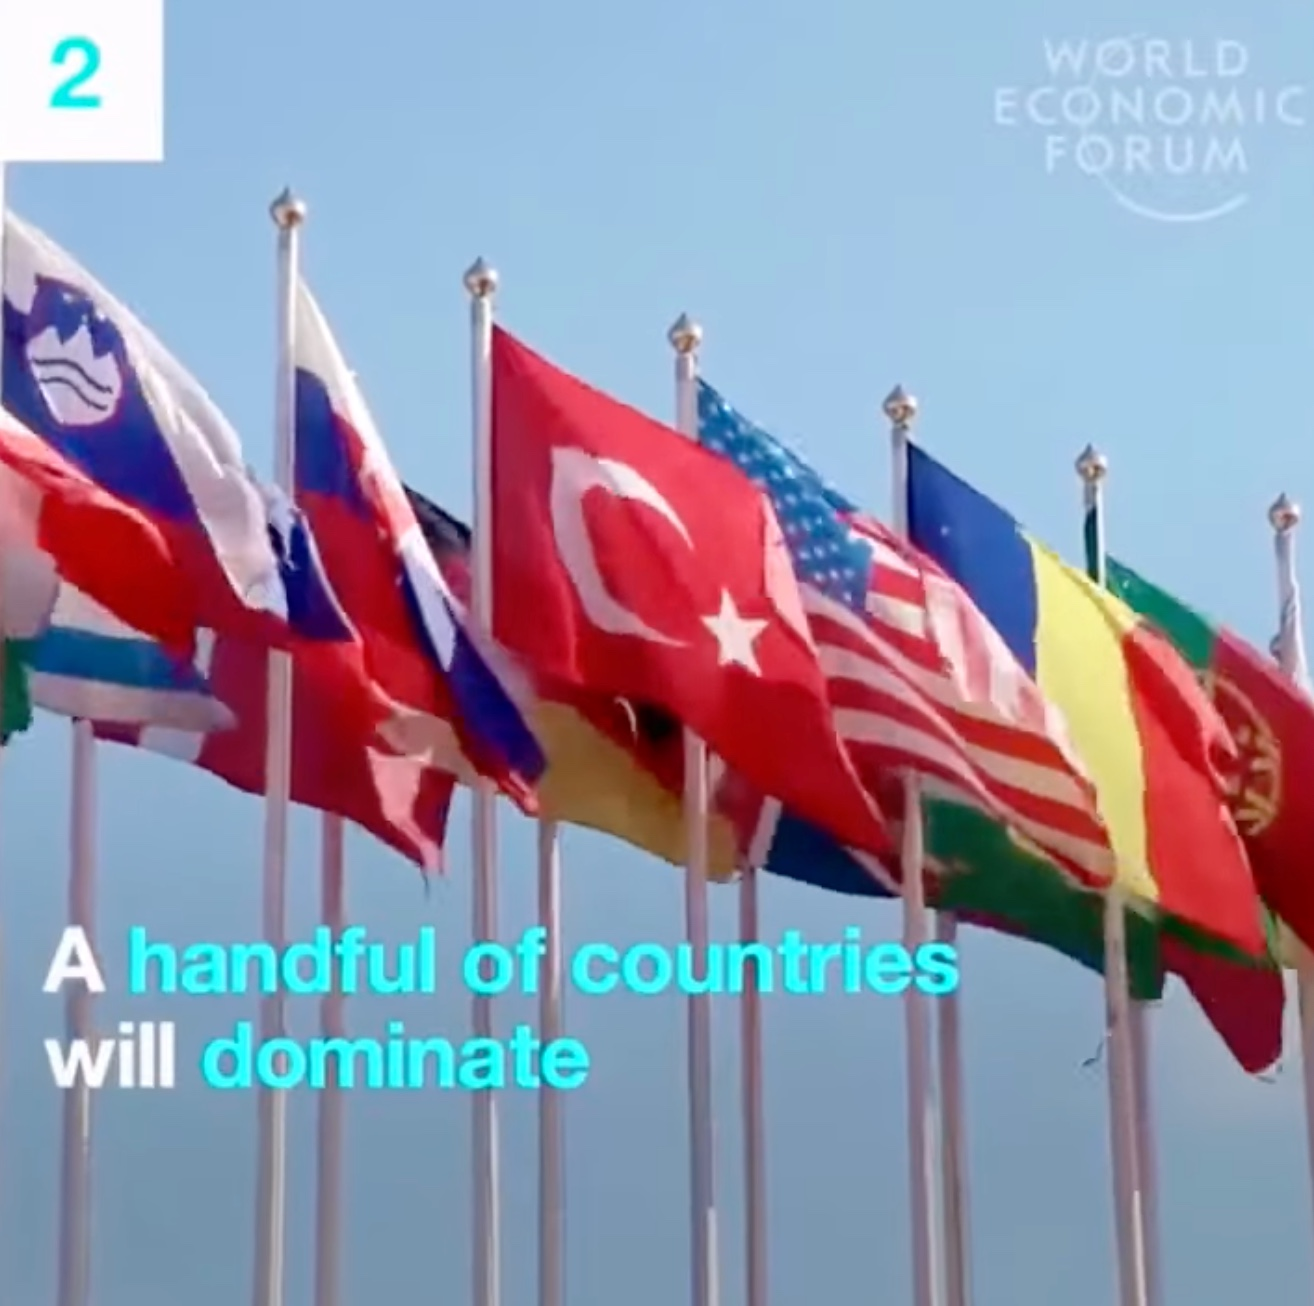 2
WORLD
ECONOMIC
FORUM
A handful of countries
will dominate